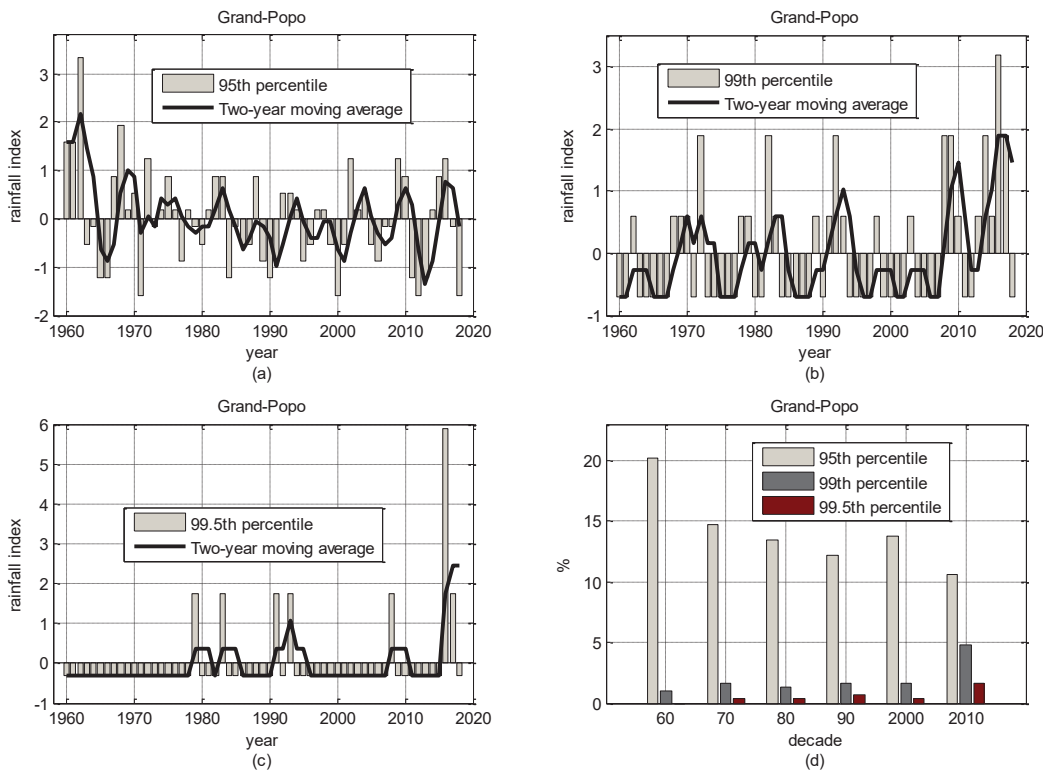 Grand-Popo
3
2
1
0
-1
-2
rainfall index
95th percentile
Two-year moving average
1960 1970 1980 1990 2000 2010 2020
year
(a)
Grand-Popo
3
2
1
0
-1
rainfall index
99th percentile
Two-year moving average
1960 1970 1980 1990 2000 2010 2020
year
(b)
Grand-Popo
6
5
4
3
2
1
0
-1
rainfall index
99.5th percentile
Two-year moving average
1960 1970 1980 1990 2000 2010 2020
year
(c)
Grand-Popo
20
15
10
5
0
%
95th percentile
99th percentile
99.5th percentile
60 70 80 90 2000 2010
decade
(d)